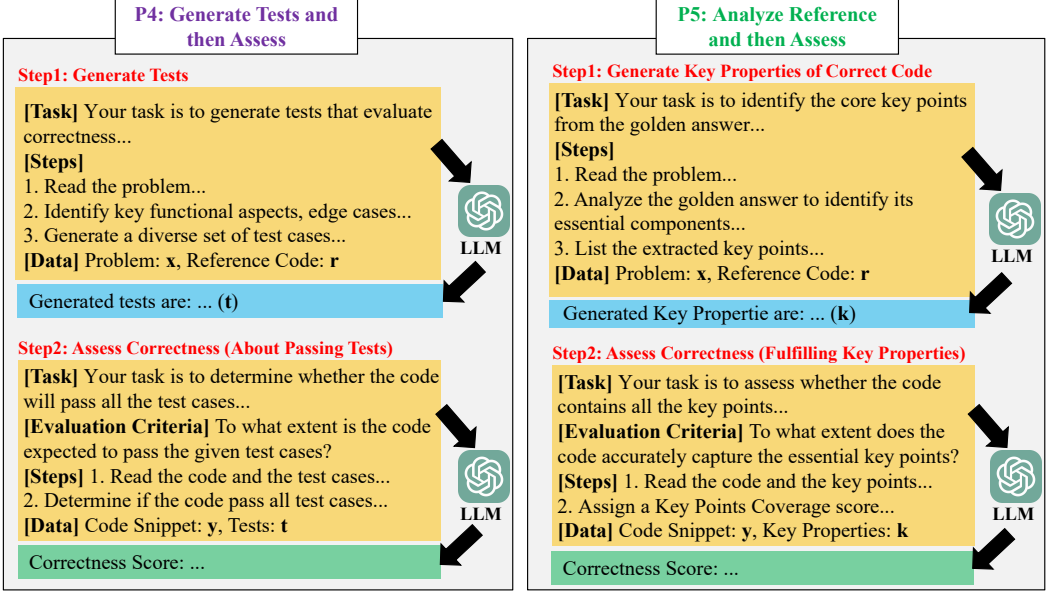 P4: Generate Tests and
then Assess
Step1: Generate Tests
[Task] Your task is to generate tests that evaluate
correctness...
[Steps]
1. Read the problem...
2. Identify key functional aspects, edge cases...
3. Generate a diverse set of test cases...
[Data] Problem: x, Reference Code: r
LLM
Generated tests are: ... (t)
Step2: Assess Correctness (About Passing Tests)
[Task] Your task is to determine whether the code
will pass all the test cases...
[Evaluation Criteria] To what extent is the code
expected to pass the given test cases?
[Steps] 1. Read the code and the test cases...
2. Determine if the code pass all test cases...
[Data] Code Snippet: y, Tests: t
LLM
Correctness Score: ...
P5: Analyze Reference
and then Assess
Step1: Generate Key Properties of Correct Code
[Task] Your task is to identify the core key points
from the golden answer...
[Steps]
1. Read the problem...
2. Analyze the golden answer to identify its
essential components...
3. List the extracted key points...
[Data] Problem: x, Reference Code: r
LLM
Generated Key Propertie are: ... (k)
Step2: Assess Correctness (Fulfilling Key Properties)
[Task] Your task is to assess whether the code
contains all the key points...
[Evaluation Criteria] To what extent does the
code accurately capture the essential key points?
[Steps] 1. Read the code and the key points...
2. Assign a Key Points Coverage score...
[Data] Code Snippet: y, Key Properties: k
LLM
Correctness Score: ...